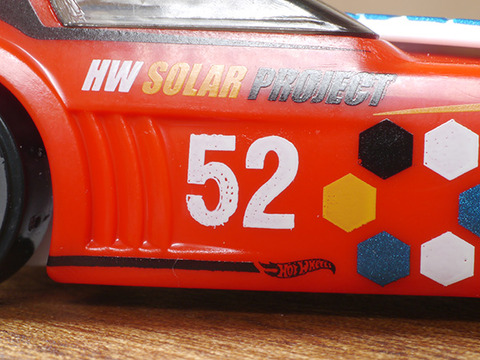 HW SOLAR PROJECT
52
HOT WHEELS